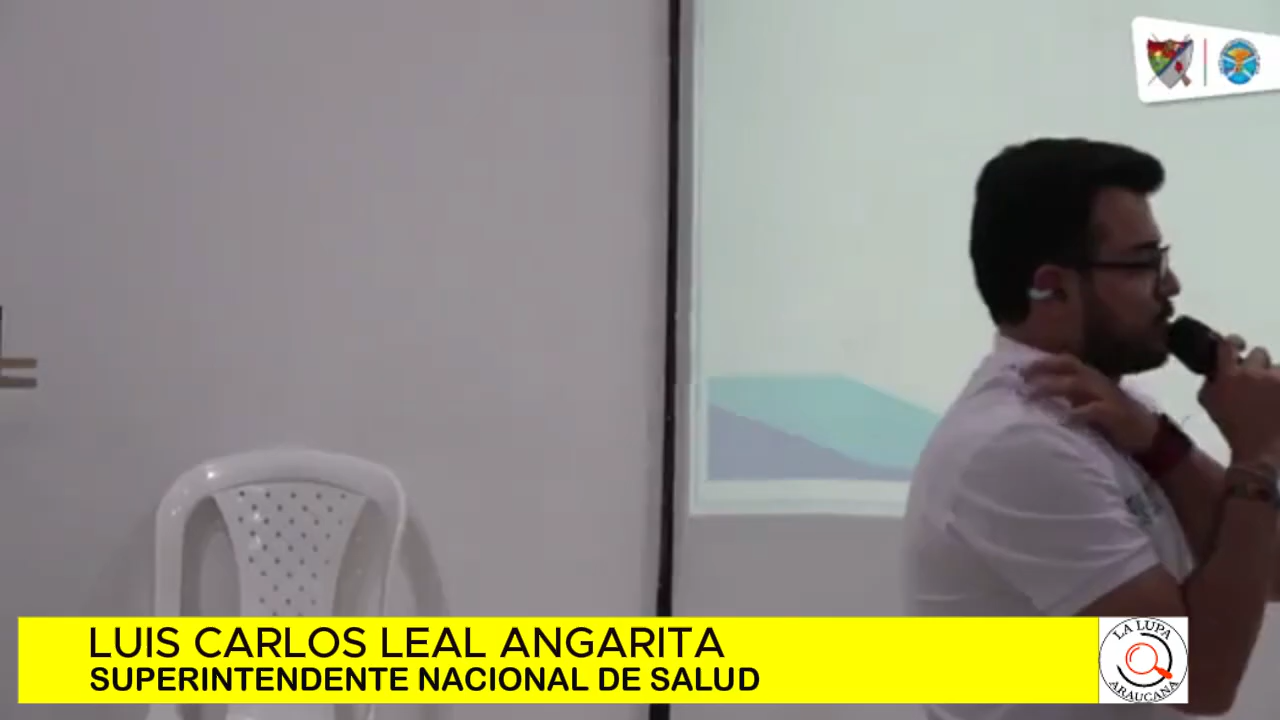 LUIS CARLOS LEAL ANGARITA
SUPERINTENDENTE NACIONAL DE SALUD
LA LUPA
ARAUCANA